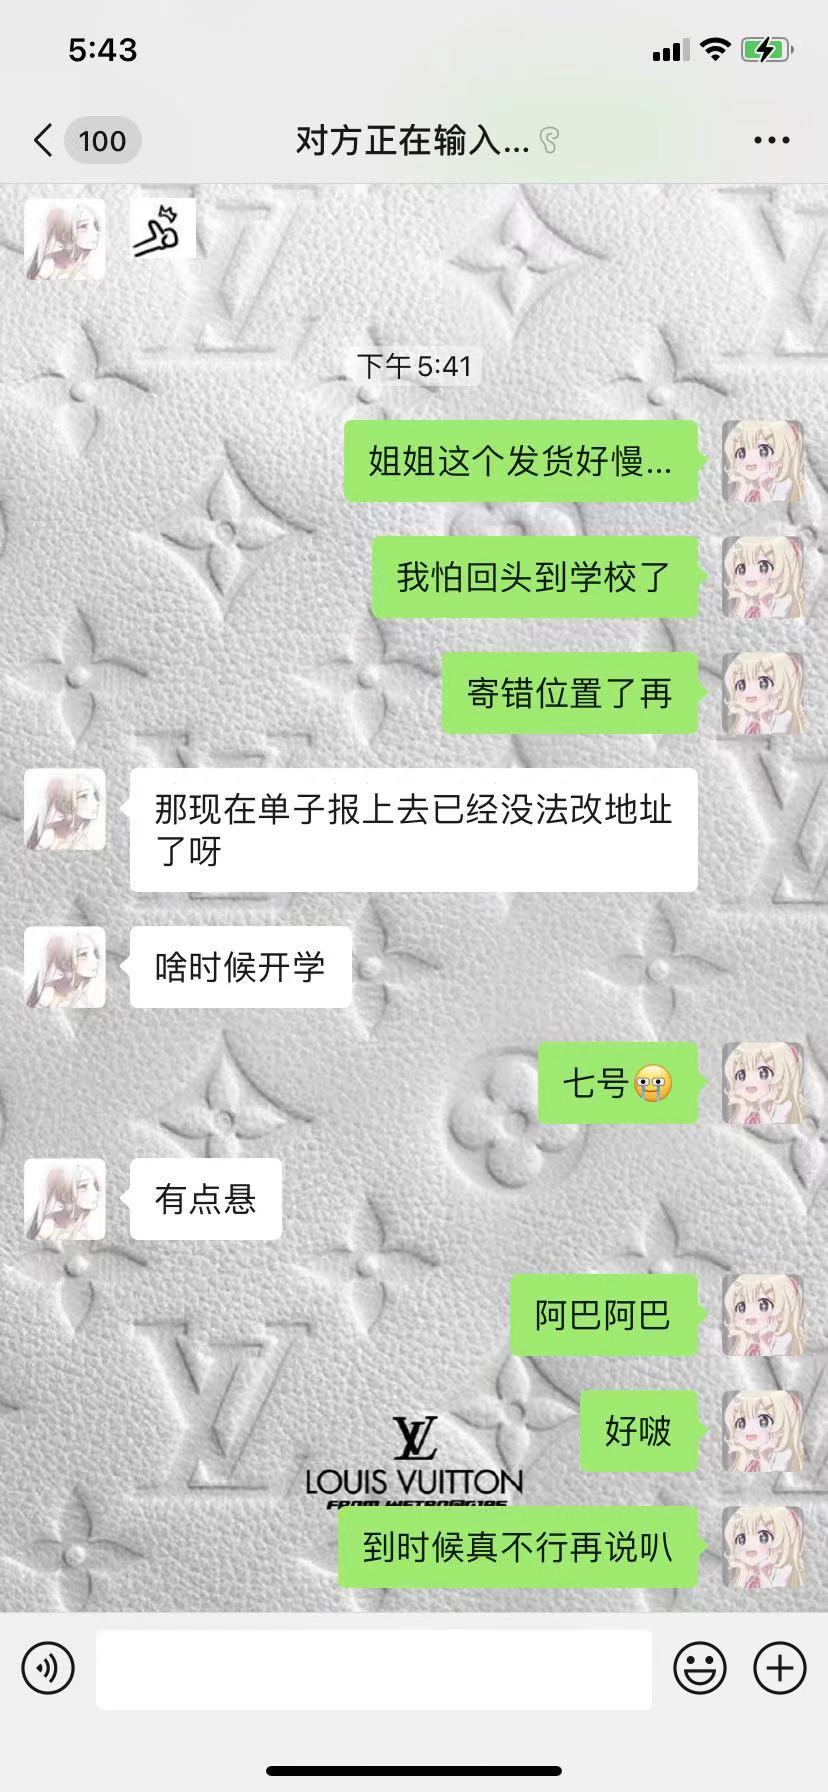 5:43
100
对方正在输入...
下午 5:41
姐姐这个发货好慢...
我怕回头到学校了
寄错位置了再
那现在单子报上去已经没法改地址
了呀
啥时候开学
七号😭
有点悬
阿巴阿巴
好啵
LOUIS VUITTON
到时候真不行再说叭